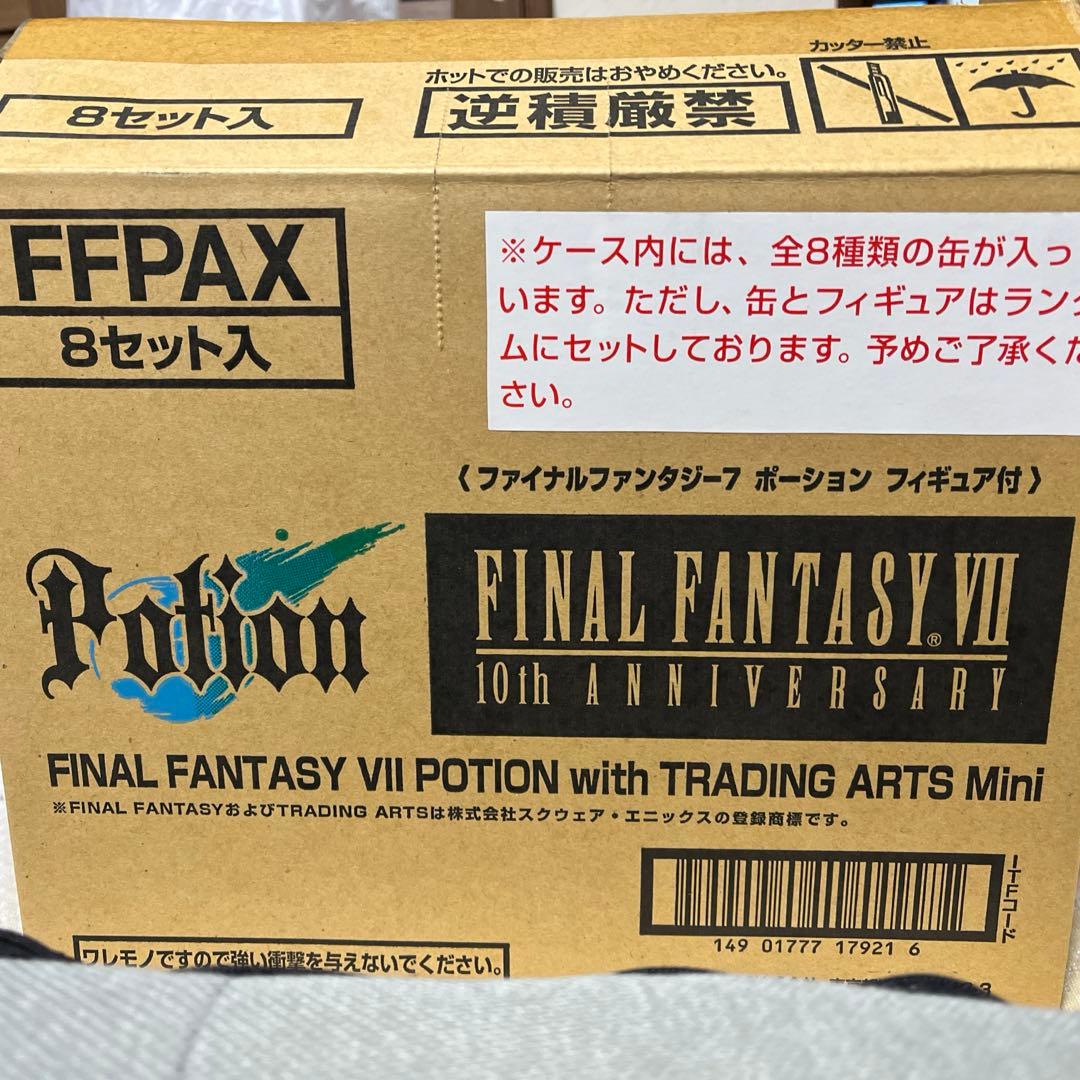 カッター禁止
ホットでの販売はおやめください。
8セット入
逆積厳禁
FFPAX
8セット入
※ケース内には、全8種類の缶が入っ
います。ただし、缶とフィギュアはラン
ムにセットしております。予めご了承く
さい。
《ファイナルファンタジー7 ポーション フィギュア付》
Potion
FINAL FANTASY® VII
10th ANNIVERSARY
FINAL FANTASY VII POTION with TRADING ARTS Mini
※FINAL FANTASYおよびTRADING ARTSは株式会社スクウェア・エニックスの登録商標です。
ITFコード
149 01777 17921 6
ワレモノですので強い衝撃を与えないでください。